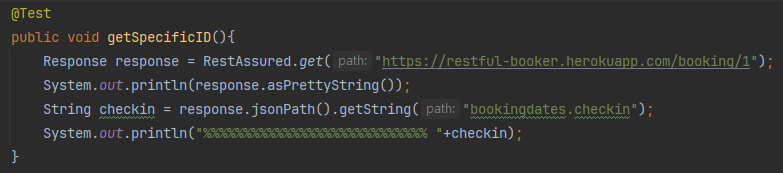 @Test
public void getSpecificID(){
Response response = RestAssured.get( path: "https://restful-booker.herokuapp.com/booking/1");
System.out.println(response.asPrettyString());
String checkin = response.jsonPath().getString( path: "bookingdates.checkin");
System.out.println("%%%%%%%%%%%%%%%%%%%%%%%%%%%% "+checkin);
}